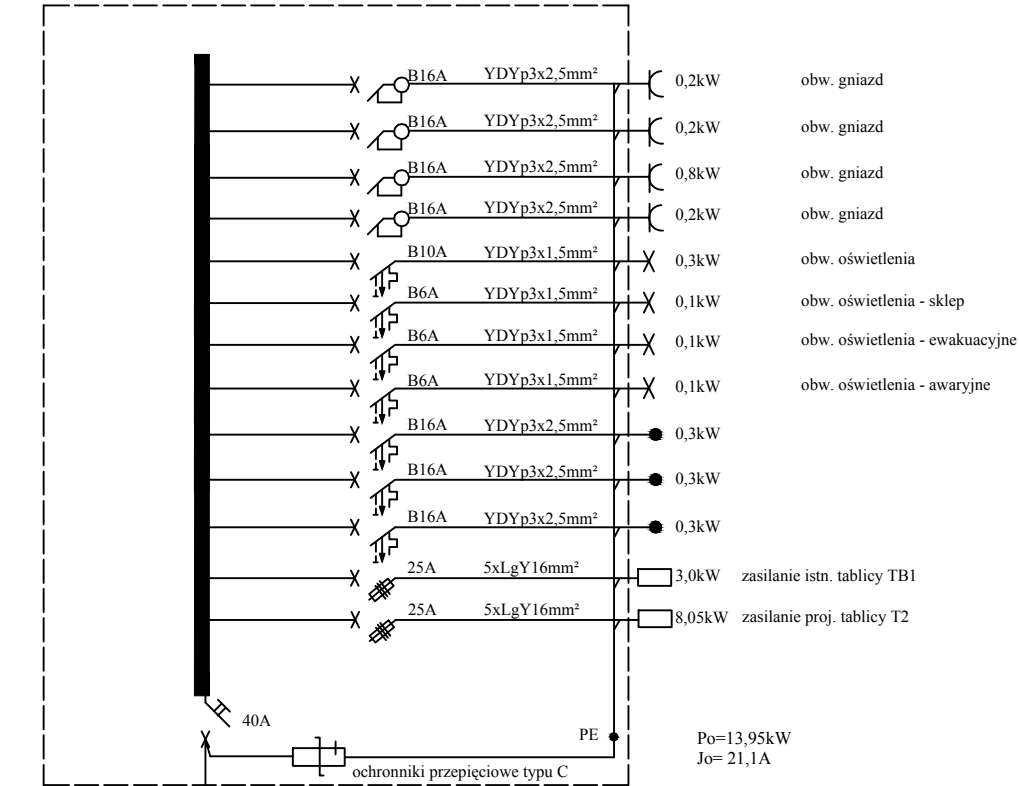 B16A YDYp3x2,5mm² 0,2kW obw. gniazd
B16A YDYp3x2,5mm² 0,2kW obw. gniazd
B16A YDYp3x2,5mm² 0,8kW obw. gniazd
B16A YDYp3x2,5mm² 0,2kW obw. gniazd
B10A YDYp3x1,5mm² 0,3kW obw. oświetlenia
B6A YDYp3x1,5mm² 0,1kW obw. oświetlenia - sklep
B6A YDYp3x1,5mm² 0,1kW obw. oświetlenia - ewakuacyjne
B6A YDYp3x1,5mm² 0,1kW obw. oświetlenia - awaryjne
B16A YDYp3x2,5mm² 0,3kW
B16A YDYp3x2,5mm² 0,3kW
B16A YDYp3x2,5mm² 0,3kW
25A 5xLgY16mm² 3,0kW zasilanie istn. tablicy TB1
25A 5xLgY16mm² 8,05kW zasilanie proj. tablicy T2
40A
PE
Po=13,95kW
Jo= 21,1A
ochronniki przepięciowe typu C